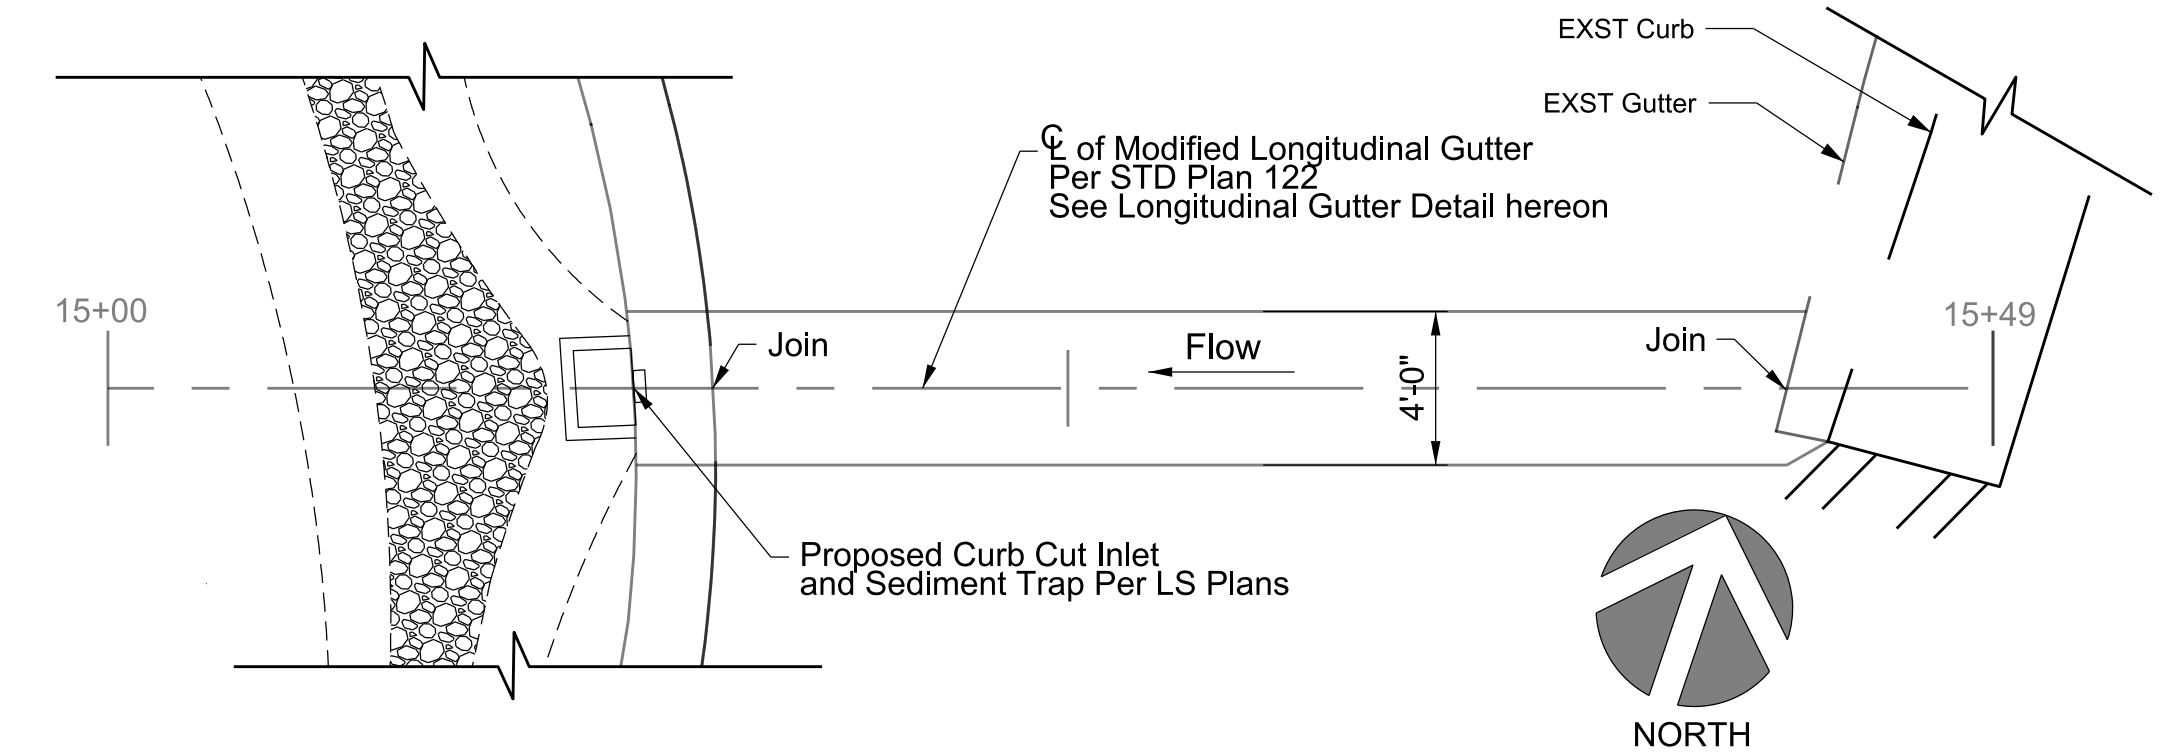 EXST Curb
EXST Gutter
℄ of Modified Longitudinal Gutter
Per STD Plan 122
See Longitudinal Gutter Detail hereon
15+00
15+49
Join
Flow
Join
4'-0"
Proposed Curb Cut Inlet
and Sediment Trap Per LS Plans
NORTH